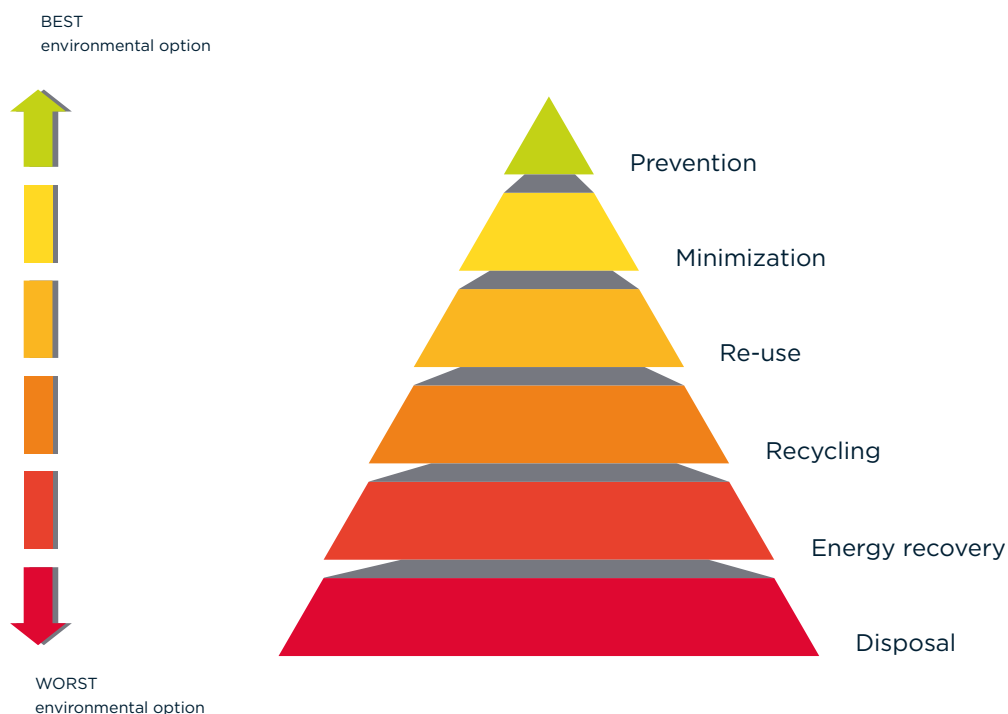 BEST
environmental option
Prevention
Minimization
Re-use
Recycling
Energy recovery
Disposal
WORST
environmental option